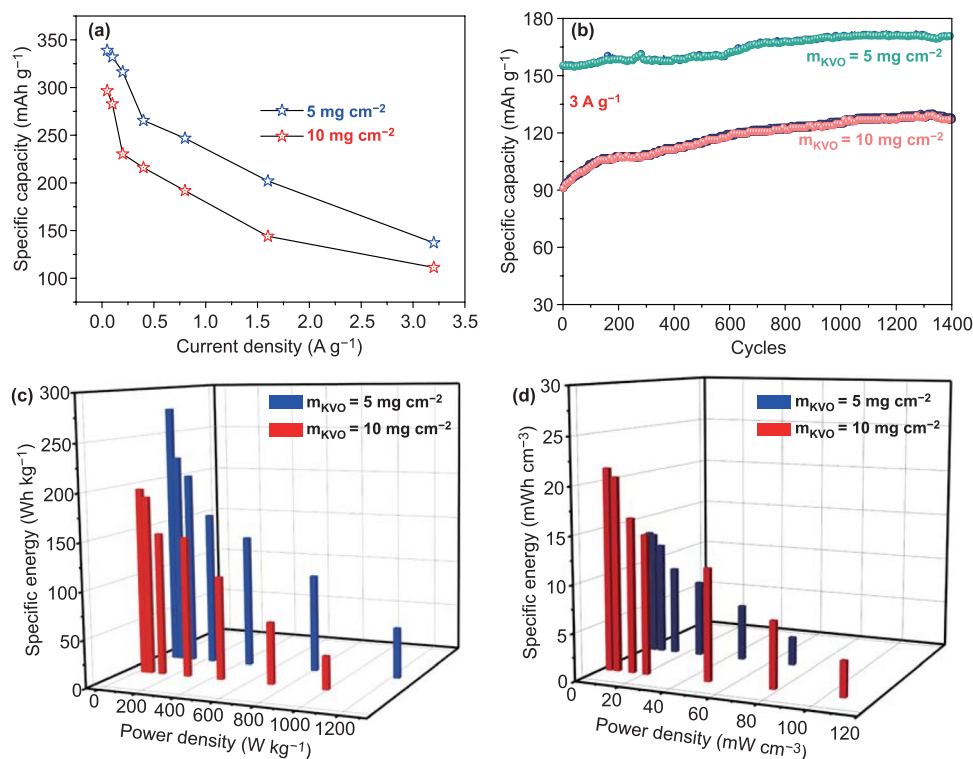 (a)
350
300
250
200
150
100
Specific capacity (mAh g⁻¹)
5 mg cm⁻²
10 mg cm⁻²
0.0 0.5 1.0 1.5 2.0 2.5 3.0 3.5
Current density (A g⁻¹)
(b)
180
150
120
90
60
30
Specific capacity (mAh g⁻¹)
mKVO = 5 mg cm⁻²
3 A g⁻¹
mKVO = 10 mg cm⁻²
0 200 400 600 800 1000 1200 1400
Cycles
(c)
300
250
200
150
100
50
0
Specific energy (Wh kg⁻¹)
mKVO = 5 mg cm⁻²
mKVO = 10 mg cm⁻²
0 200 400 600 800 1000 1200
Power density (W kg⁻¹)
(d)
30
25
20
15
10
5
0
Specific energy (mWh cm⁻³)
mKVO = 5 mg cm⁻²
mKVO = 10 mg cm⁻²
0 20 40 60 80 100 120
Power density (mW cm⁻³)